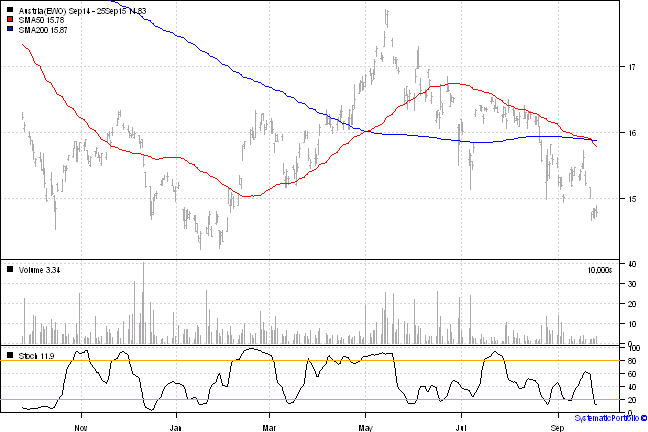 Austria(EWO) Sep14 - 25Sep15 14.83
SMA50 15.78
SMA200 15.87
17
16
15
Volume 3.34
10,000s
40
30
20
10
0
Stoch 11.9
100
80
60
40
20
0
Nov
Jan
Mar
May
Jul
Sep
SystematicPortfolio ©